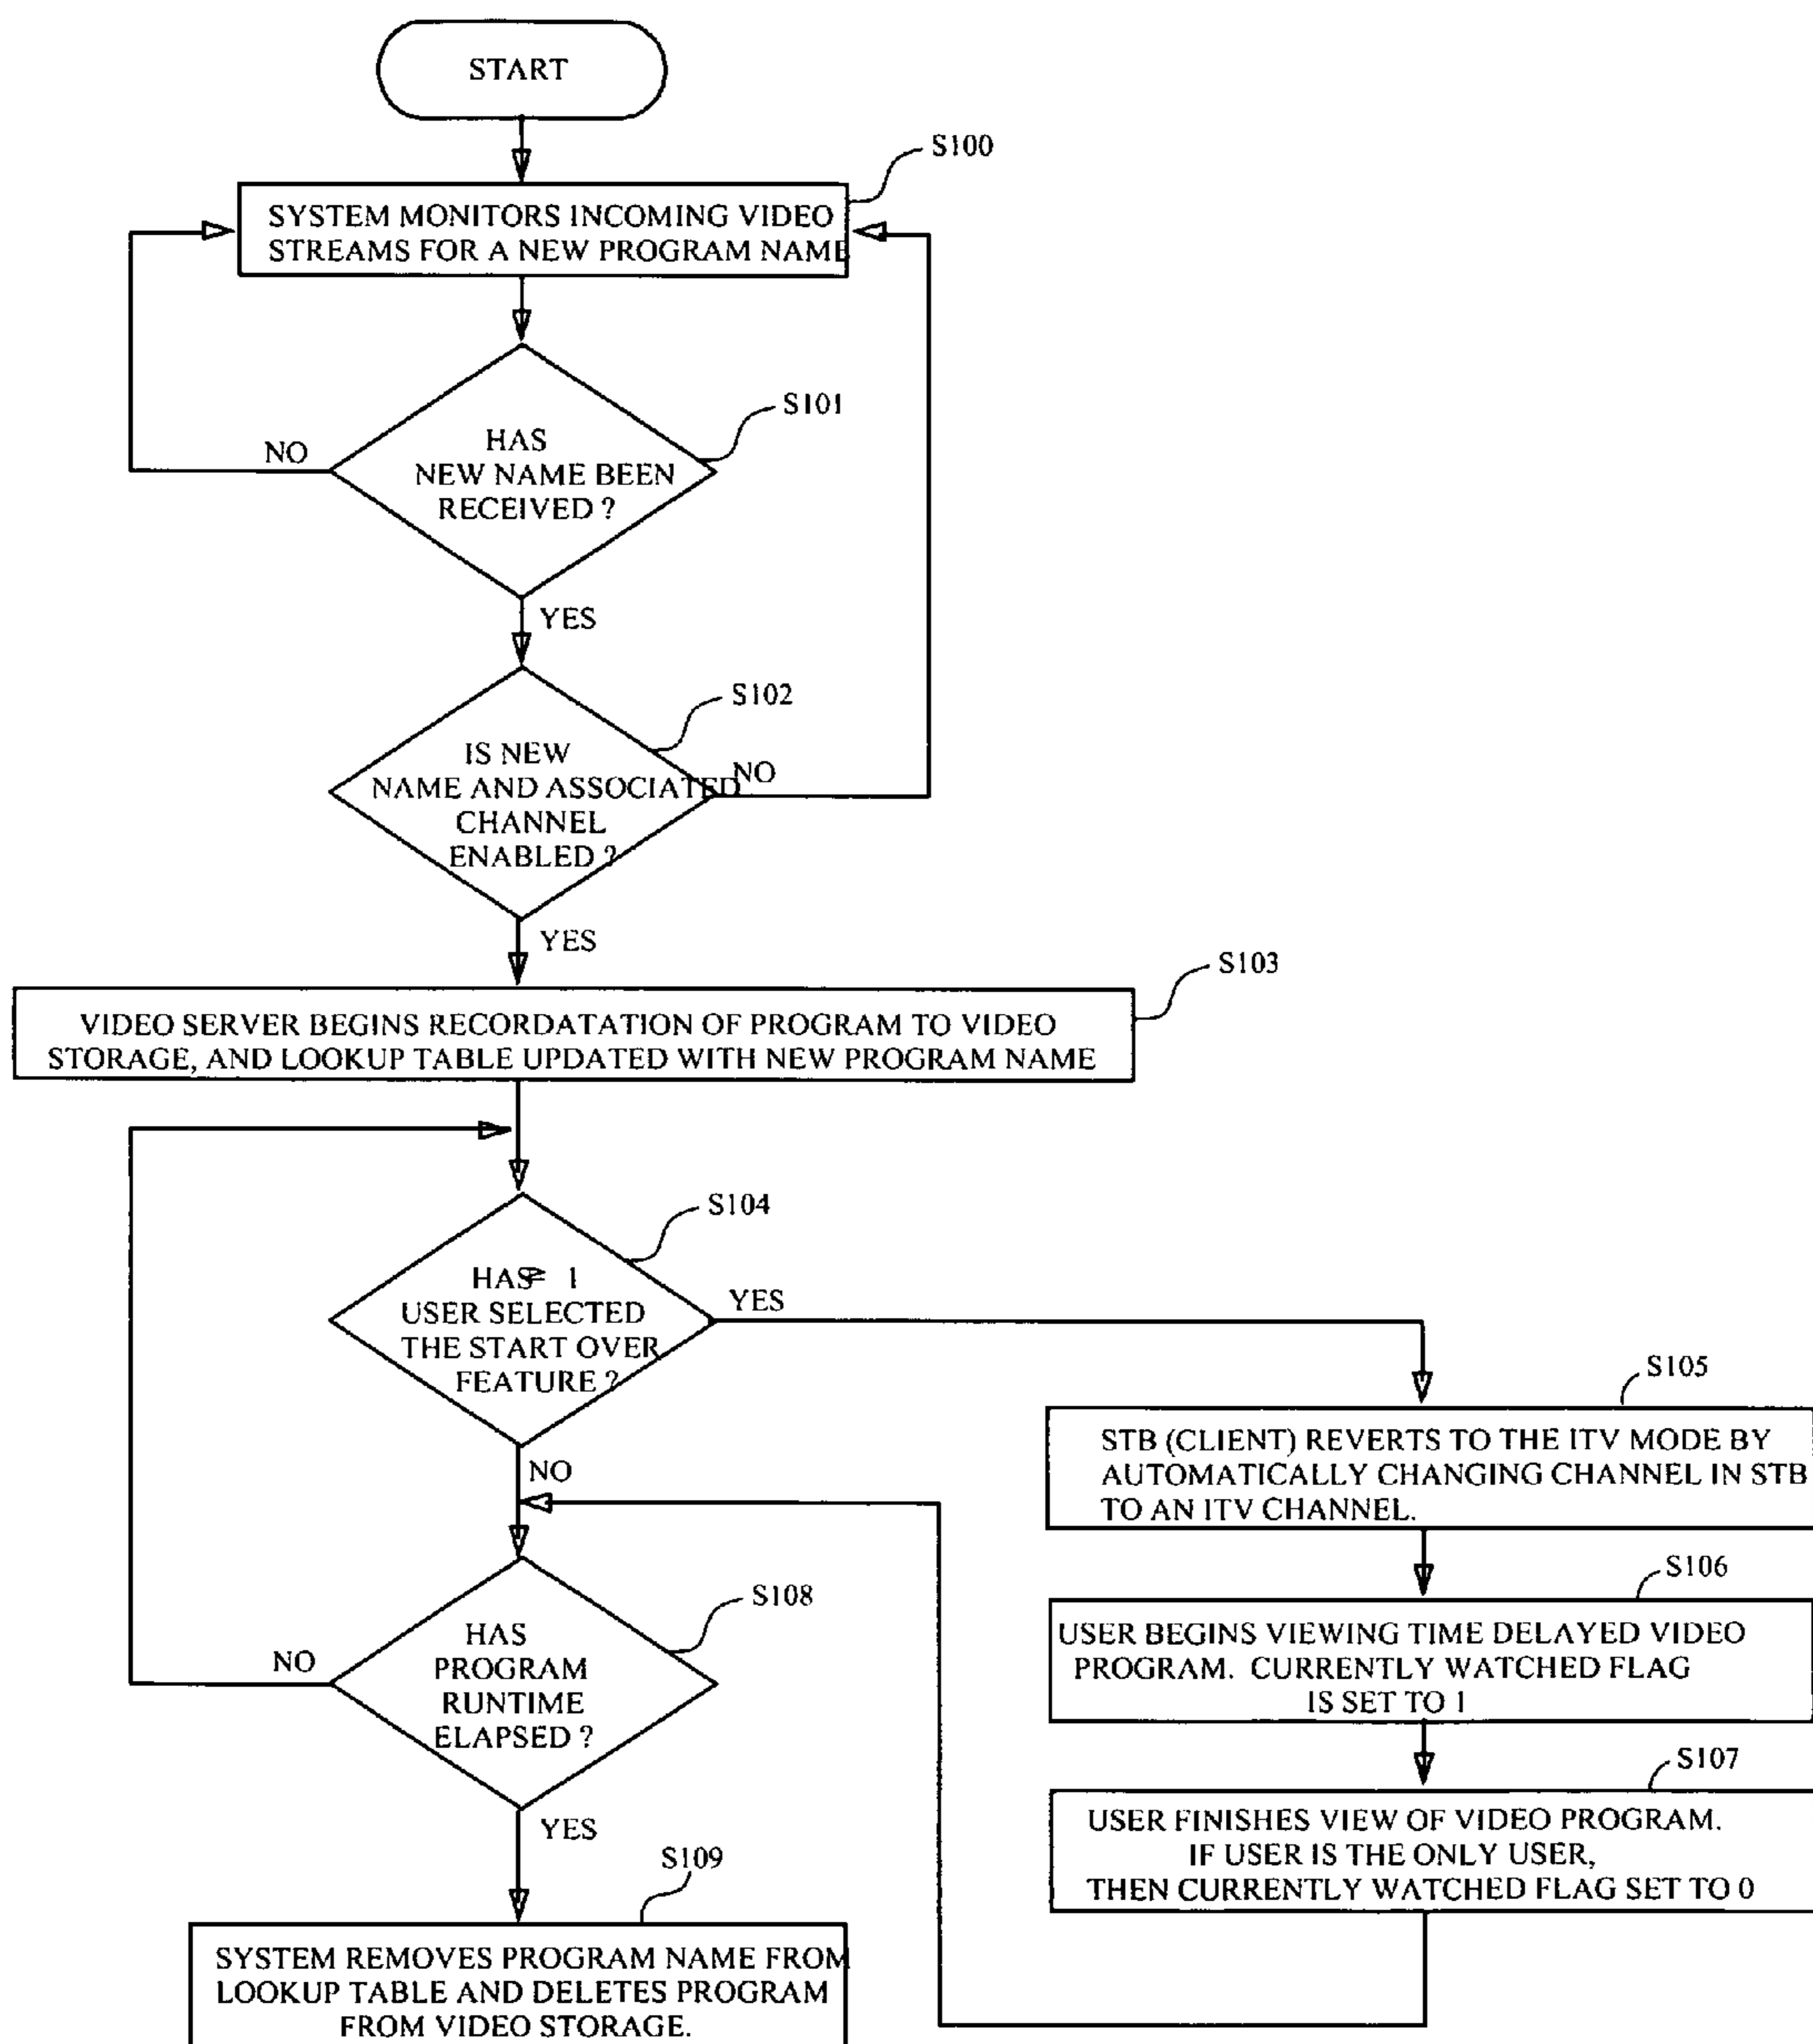 START
S100
SYSTEM MONITORS INCOMING VIDEO
STREAMS FOR A NEW PROGRAM NAME
S101
HAS
NEW NAME BEEN
RECEIVED ?
NO
YES
S102
IS NEW
NAME AND ASSOCIATED
CHANNEL
ENABLED ?
NO
YES
S103
VIDEO SERVER BEGINS RECORDATATION OF PROGRAM TO VIDEO
STORAGE, AND LOOKUP TABLE UPDATED WITH NEW PROGRAM NAME
S104
HAS ≥ 1
USER SELECTED
THE START OVER
FEATURE ?
YES
NO
S105
STB (CLIENT) REVERTS TO THE ITV MODE BY
AUTOMATICALLY CHANGING CHANNEL IN STB
TO AN ITV CHANNEL.
S106
USER BEGINS VIEWING TIME DELAYED VIDEO
PROGRAM. CURRENTLY WATCHED FLAG
IS SET TO 1
S107
USER FINISHES VIEW OF VIDEO PROGRAM.
IF USER IS THE ONLY USER,
THEN CURRENTLY WATCHED FLAG SET TO 0
S108
HAS
PROGRAM
RUNTIME
ELAPSED ?
NO
YES
S109
SYSTEM REMOVES PROGRAM NAME FROM
LOOKUP TABLE AND DELETES PROGRAM
FROM VIDEO STORAGE.